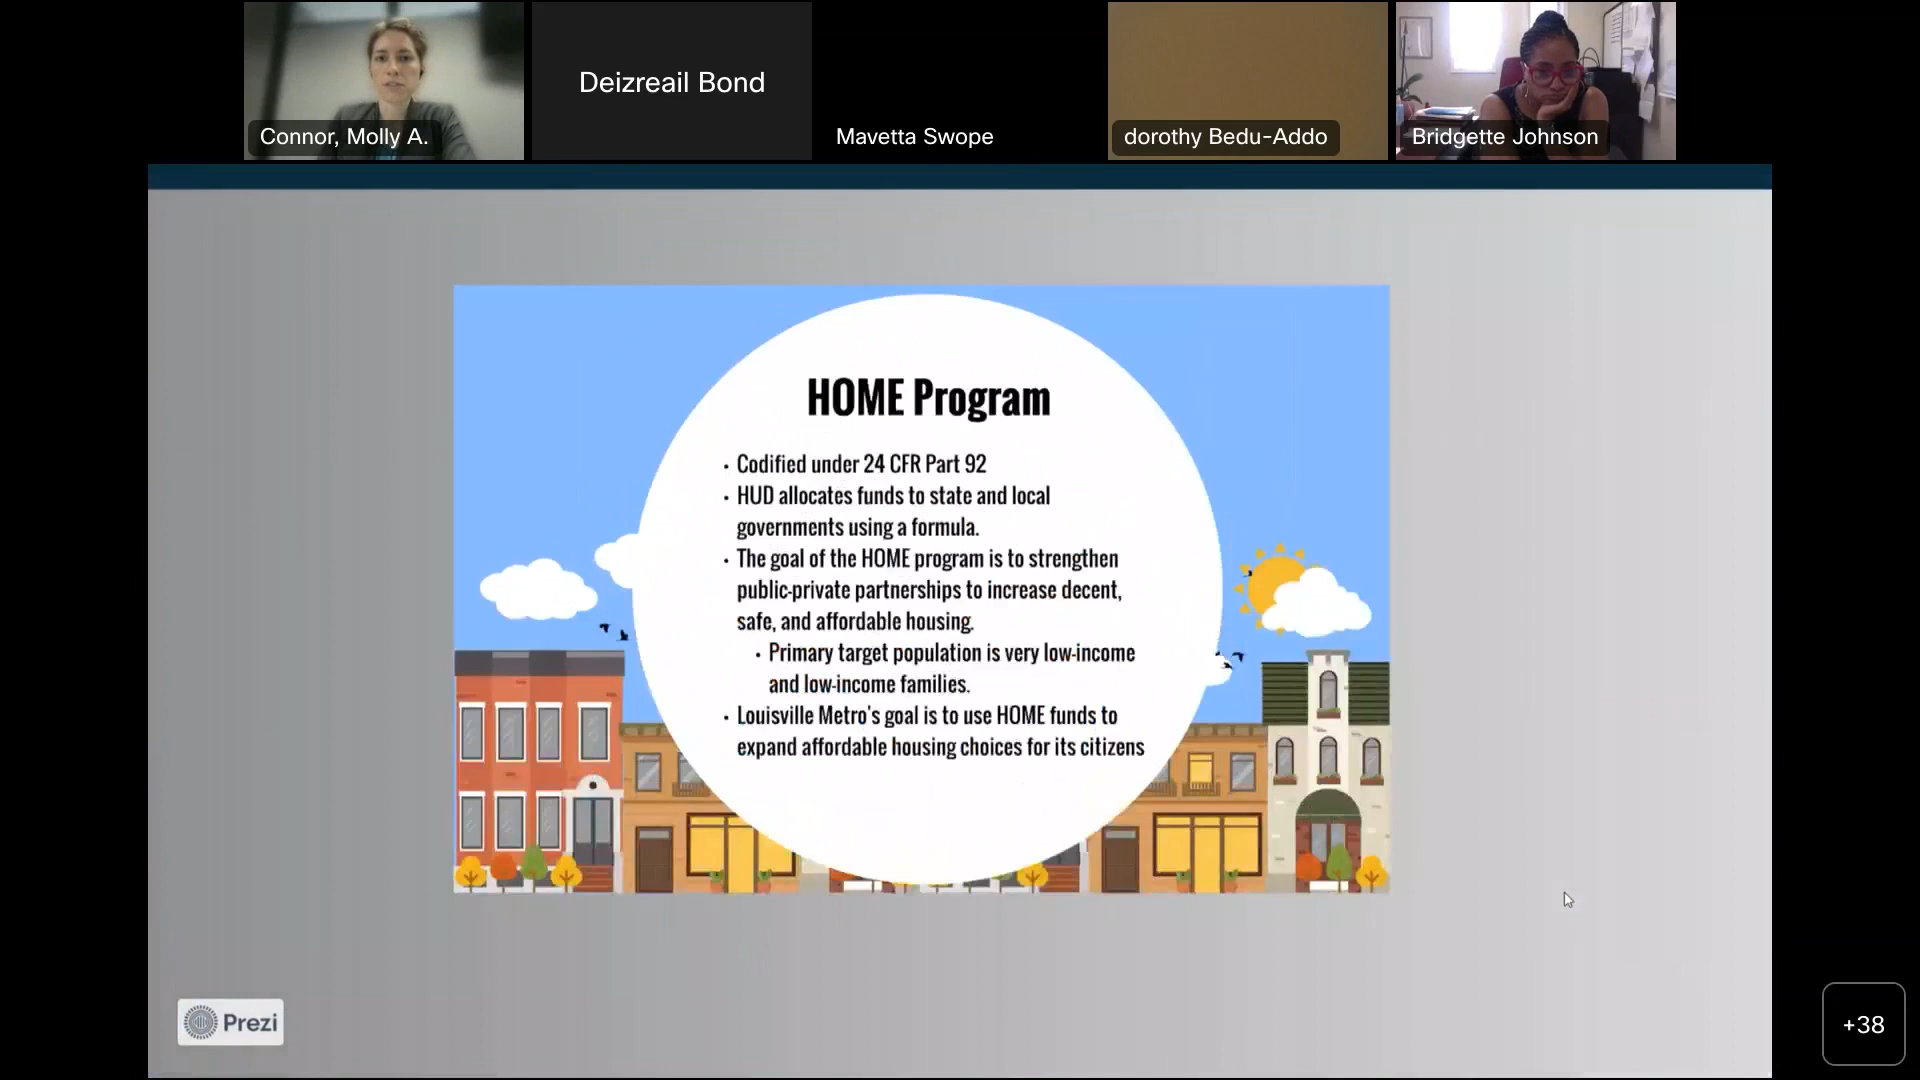 Connor, Molly A.
Deizreail Bond
Mavetta Swope
dorothy Bedu-Addo
Bridgette Johnson
HOME Program
• Codified under 24 CFR Part 92
• HUD allocates funds to state and local
governments using a formula.
• The goal of the HOME program is to strengthen
public-private partnerships to increase decent,
safe, and affordable housing.
• Primary target population is very low-income
and low-income families.
• Louisville Metro's goal is to use HOME funds to
expand affordable housing choices for its citizens
Prezi
+38